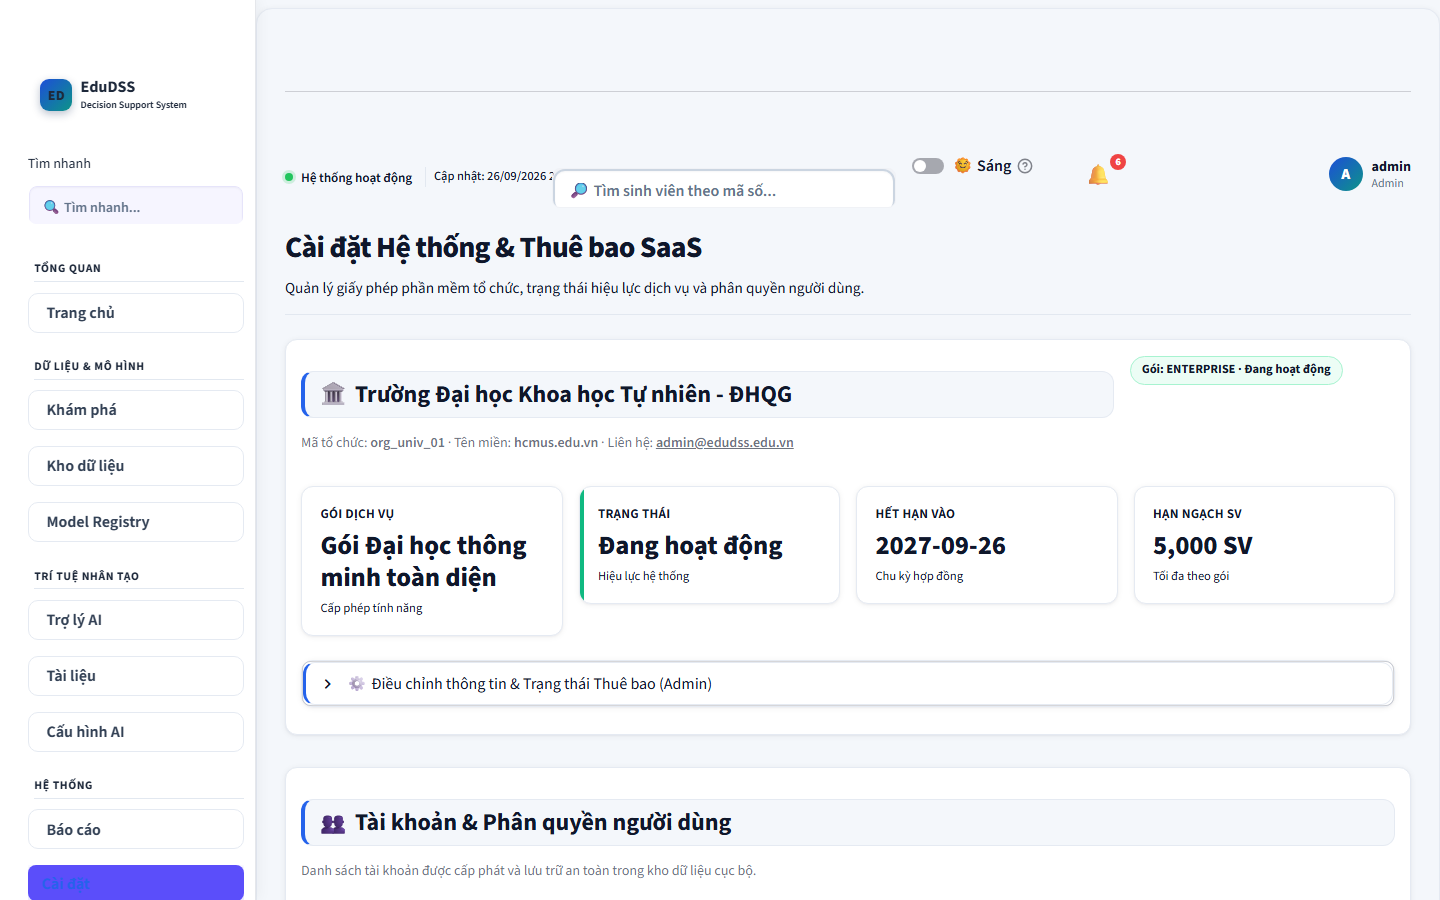 ED
EduDSS
Decision Support System
Tìm nhanh
Tìm nhanh...
TỔNG QUAN
Trang chủ
DỮ LIỆU & MÔ HÌNH
Khám phá
Kho dữ liệu
Model Registry
TRÍ TUỆ NHÂN TẠO
Trợ lý AI
Tài liệu
Cấu hình AI
HỆ THỐNG
Báo cáo
Cài đặt
Hệ thống hoạt động
Cập nhật: 26/09/2026
Tìm sinh viên theo mã số...
Sáng
6
A
admin
Admin
Cài đặt Hệ thống & Thuê bao SaaS
Quản lý giấy phép phần mềm tổ chức, trạng thái hiệu lực dịch vụ và phân quyền người dùng.
Trường Đại học Khoa học Tự nhiên - ĐHQG
Gói: ENTERPRISE · Đang hoạt động
Mã tổ chức: org_univ_01 · Tên miền: hcmus.edu.vn · Liên hệ: admin@edudss.edu.vn
GÓI DỊCH VỤ
Gói Đại học thông
minh toàn diện
Cấp phép tính năng
TRẠNG THÁI
Đang hoạt động
Hiệu lực hệ thống
HẾT HẠN VÀO
2027-09-26
Chu kỳ hợp đồng
HẠN NGẠCH SV
5,000 SV
Tối đa theo gói
Điều chỉnh thông tin & Trạng thái Thuê bao (Admin)
Tài khoản & Phân quyền người dùng
Danh sách tài khoản được cấp phát và lưu trữ an toàn trong kho dữ liệu cục bộ.